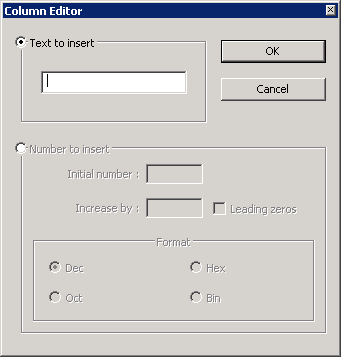 Column Editor
Text to insert
OK
Cancel
Number to insert
Initial number :
Increase by :
Leading zeros
Format
Dec
Hex
Oct
Bin